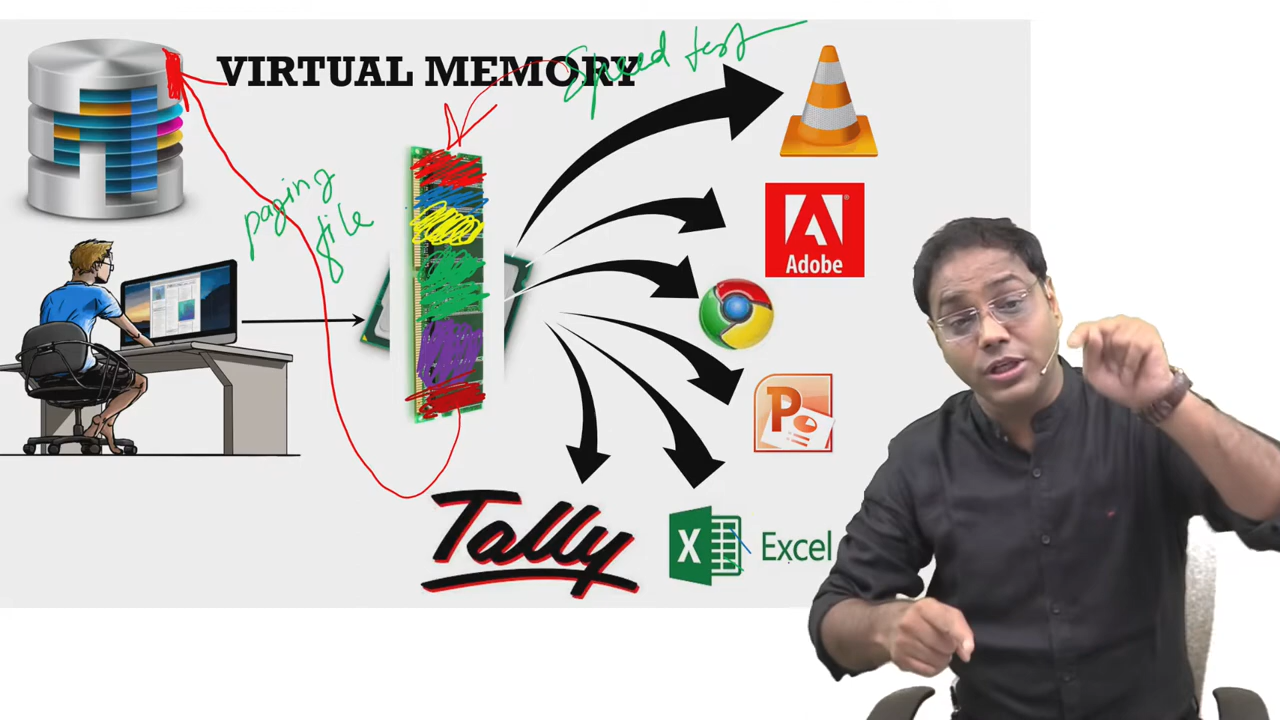 VIRTUAL MEMORY
Speed test
paging
file
Adobe
P
Tally
X Excel